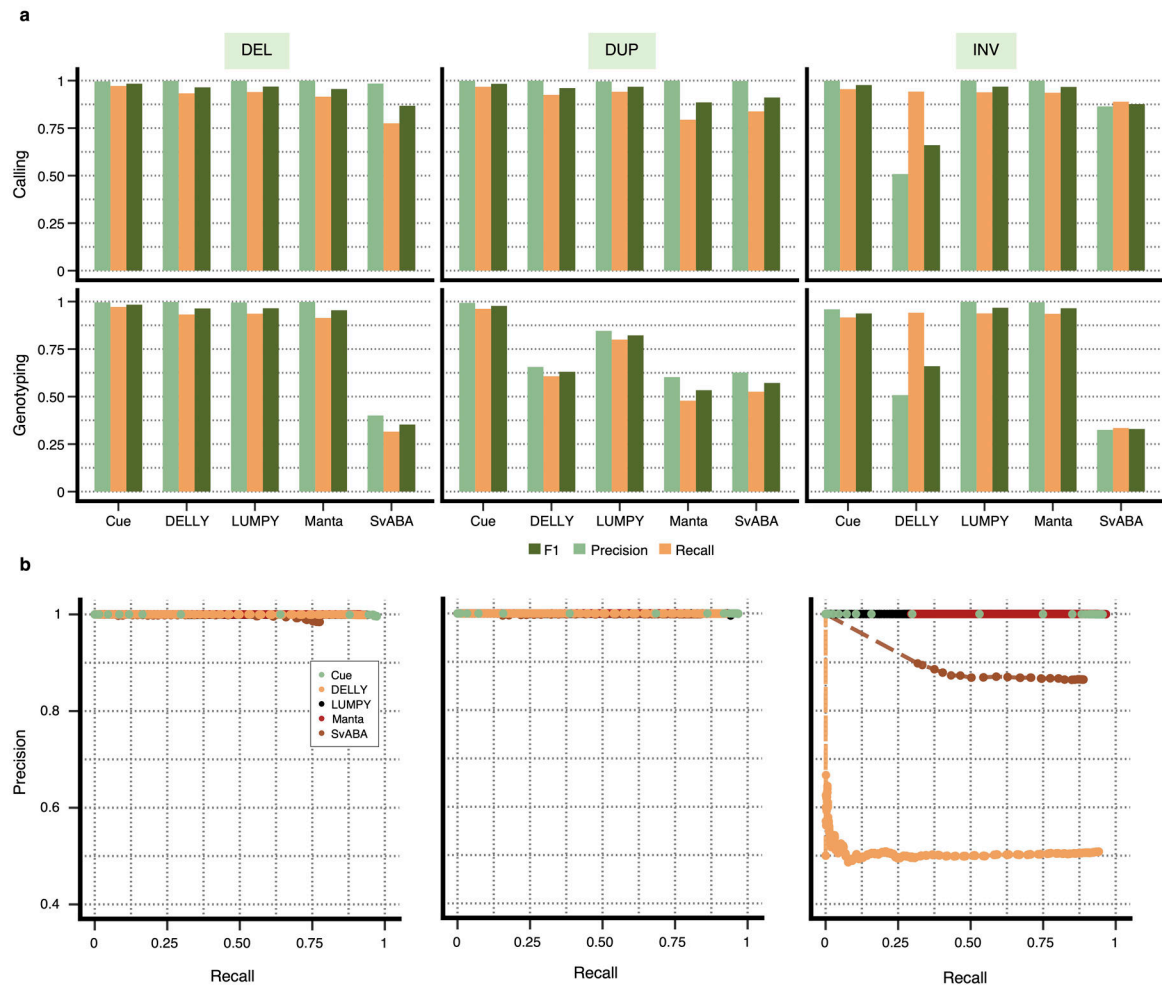 a
DEL DUP INV
1
0.75
0.50
0.25
0
Calling
1
0.75
0.50
0.25
0
Genotyping
Cue DELLY LUMPY Manta SvABA Cue DELLY LUMPY Manta SvABA Cue DELLY LUMPY Manta SvABA
F1 Precision Recall
b
1
0.8
0.6
0.4
Precision
Cue
DELLY
LUMPY
Manta
SvABA
0 0.25 0.50 0.75 1 0 0.25 0.50 0.75 1 0 0.25 0.50 0.75 1
Recall Recall Recall